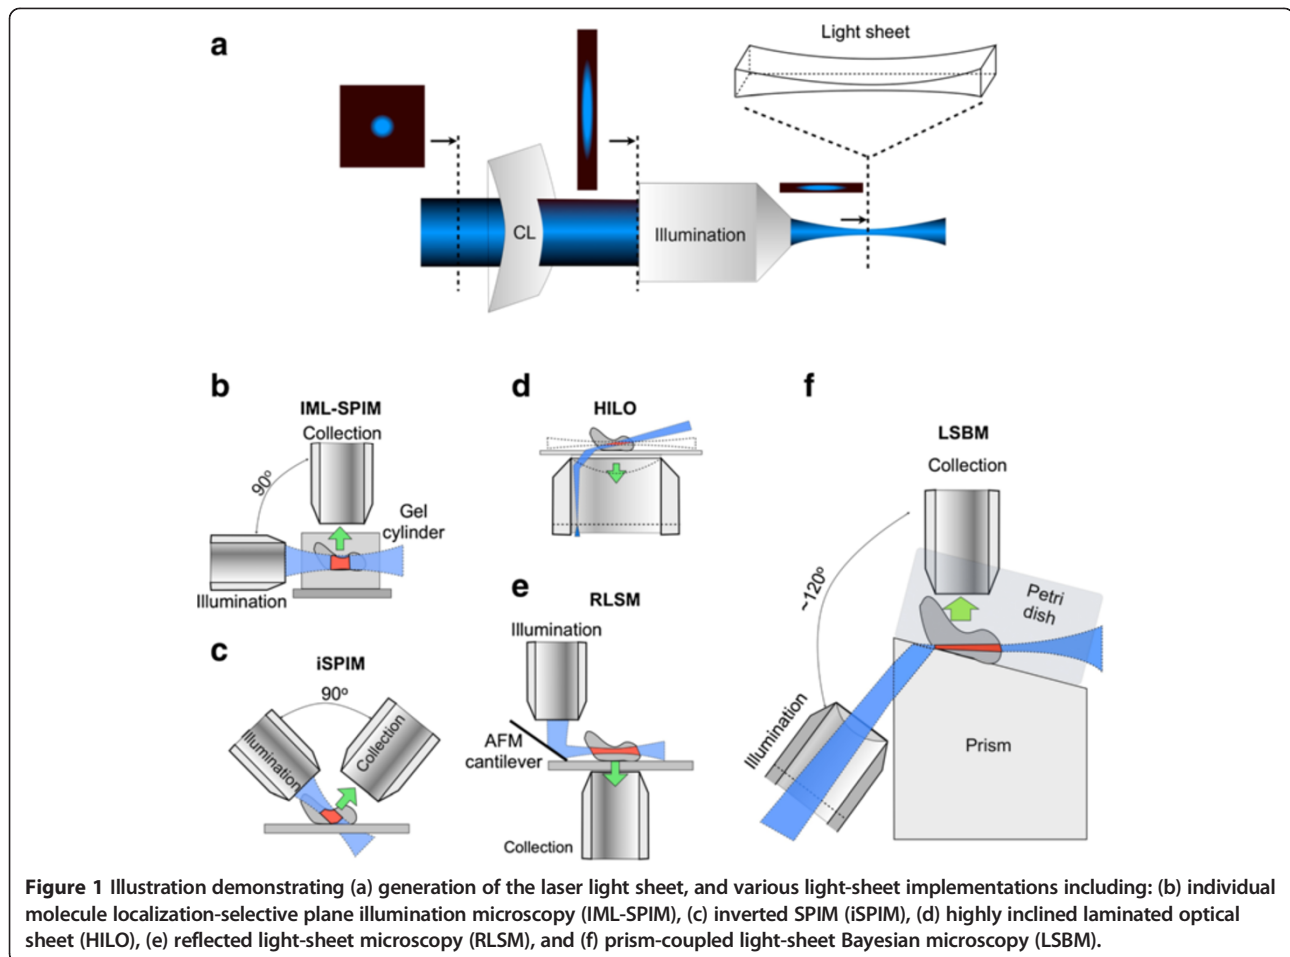 a
Light sheet
CL
Illumination
b
IML-SPIM
Collection
90°
Gel
cylinder
Illumination
c
iSPIM
90°
Illumination
Collection
d
HILO
e
RLSM
Illumination
AFM
cantilever
Collection
f
LSBM
Collection
~120°
Petri
dish
Illumination
Prism
Figure 1 Illustration demonstrating (a) generation of the laser light sheet, and various light-sheet implementations including: (b) individual
molecule localization-selective plane illumination microscopy (IML-SPIM), (c) inverted SPIM (iSPIM), (d) highly inclined laminated optical
sheet (HILO), (e) reflected light-sheet microscopy (RLSM), and (f) prism-coupled light-sheet Bayesian microscopy (LSBM).